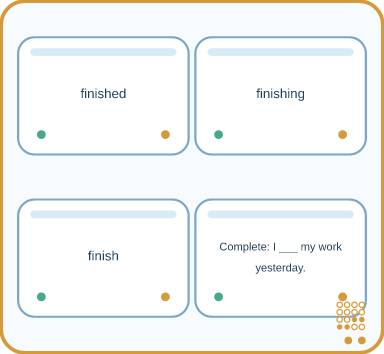 finished
finishing
finish
Complete: I ___ my work
yesterday.